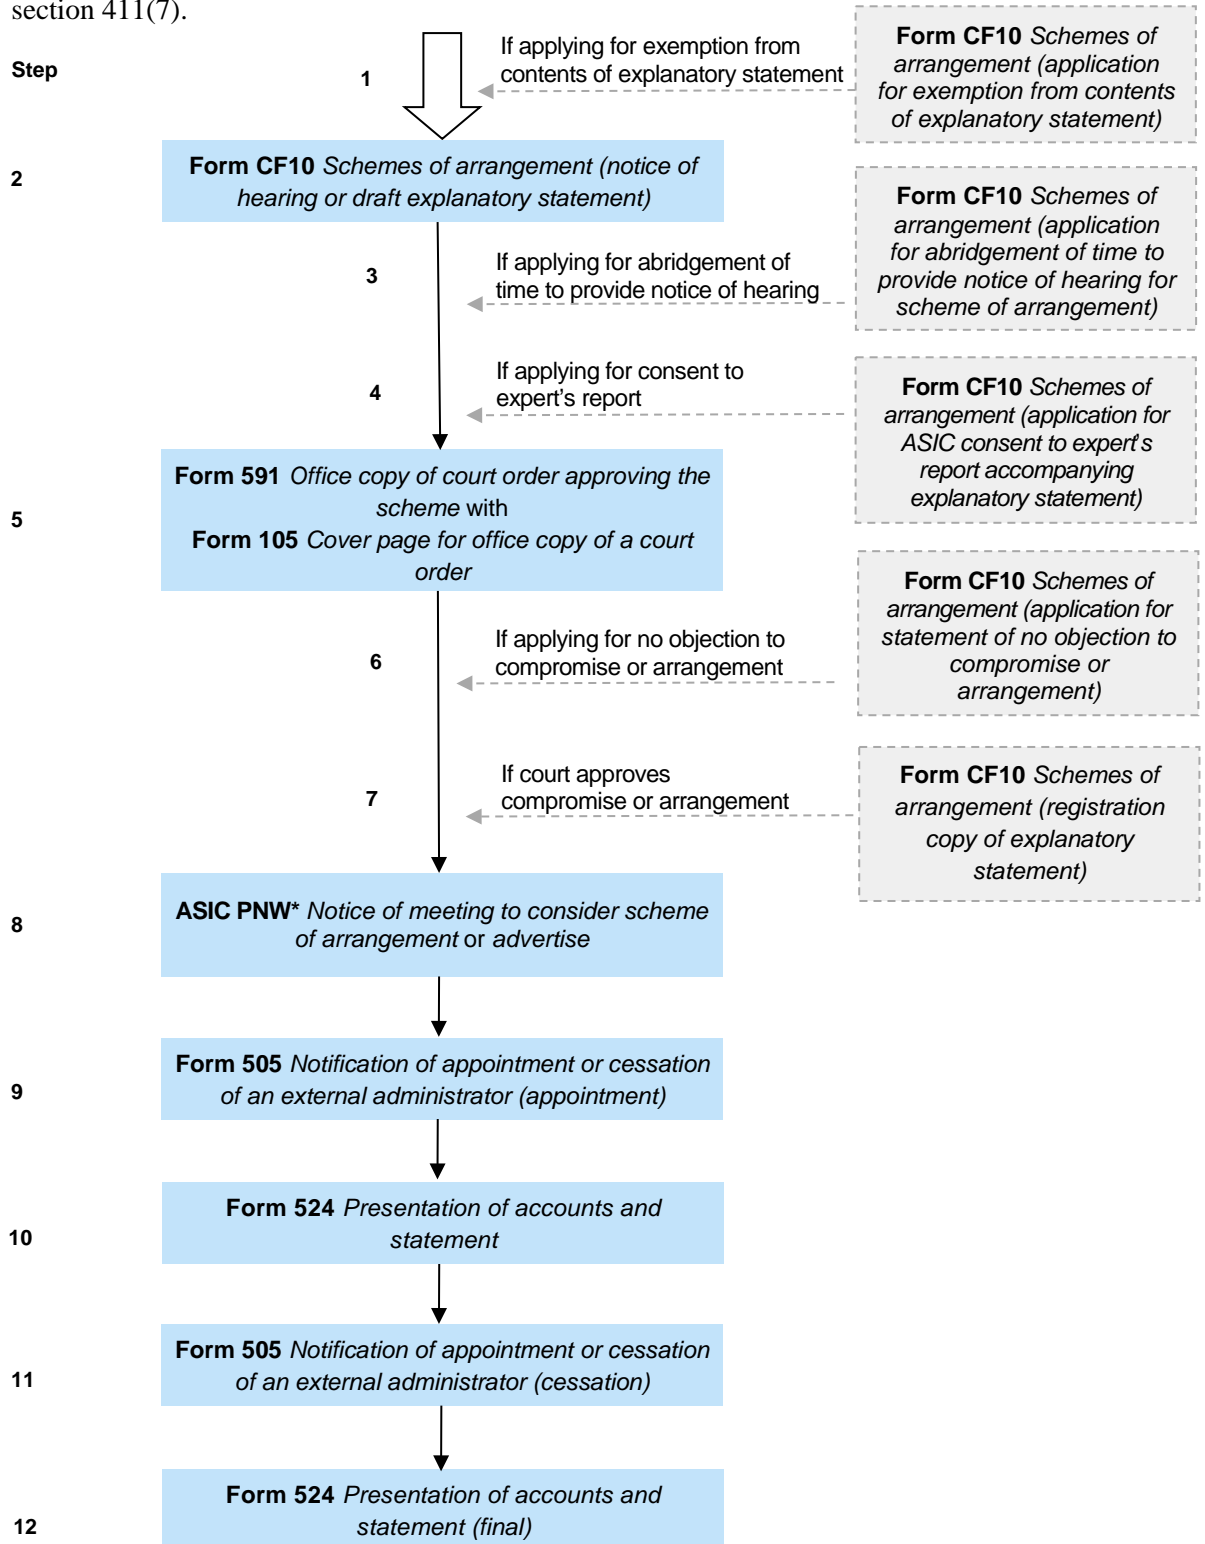 section 411(7).
Step
1
If applying for exemption from
contents of explanatory statement
Form CF10 Schemes of
arrangement (application
for exemption from contents
of explanatory statement)
2
Form CF10 Schemes of arrangement (notice of
hearing or draft explanatory statement)
3
If applying for abridgement of
time to provide notice of hearing
Form CF10 Schemes of
arrangement (application
for abridgement of time to
provide notice of hearing for
scheme of arrangement)
4
If applying for consent to
expert's report
Form CF10 Schemes of
arrangement (application for
ASIC consent to expert's
report accompanying
explanatory statement)
5
Form 591 Office copy of court order approving the
scheme with
Form 105 Cover page for office copy of a court
order
6
If applying for no objection to
compromise or arrangement
Form CF10 Schemes of
arrangement (application for
statement of no objection to
compromise or
arrangement)
7
If court approves
compromise or arrangement
Form CF10 Schemes of
arrangement (registration
copy of explanatory
statement)
8
ASIC PNW* Notice of meeting to consider scheme
of arrangement or advertise
9
Form 505 Notification of appointment or cessation
of an external administrator (appointment)
10
Form 524 Presentation of accounts and
statement
11
Form 505 Notification of appointment or cessation
of an external administrator (cessation)
12
Form 524 Presentation of accounts and
statement (final)